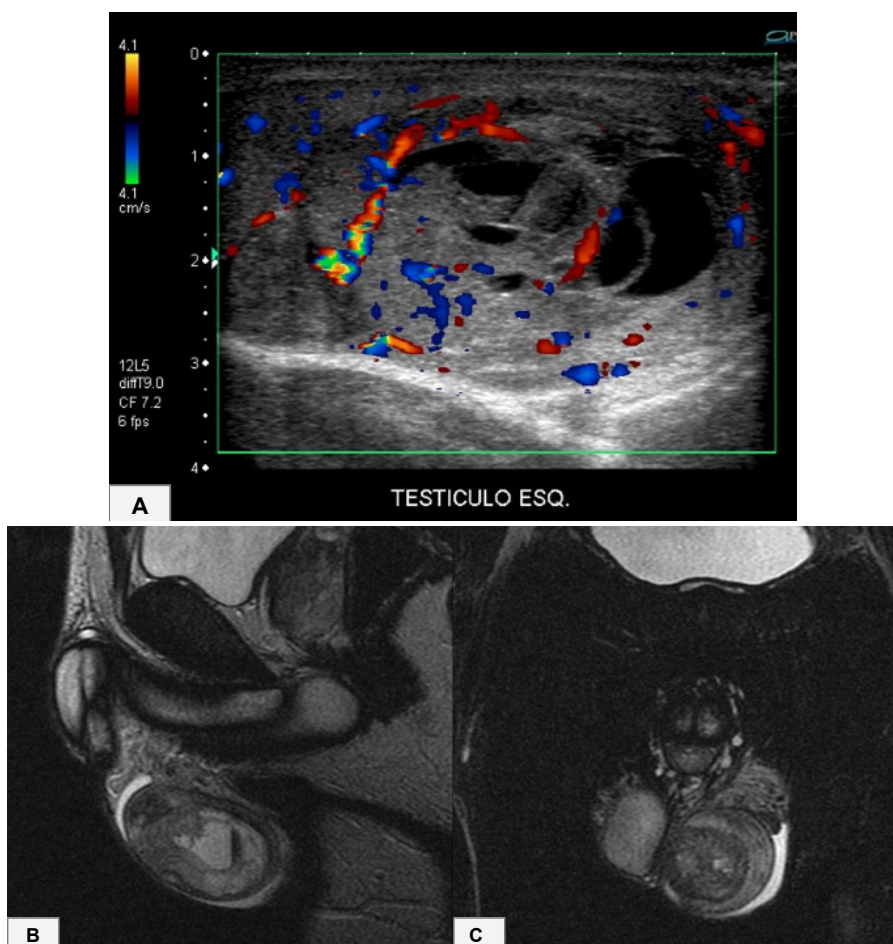 4.1
4.1
cm/s
0
1
2
3
4
12L5
diffT9.0
CF 7.2
6 fps
TESTICULO ESQ.
A
B
C